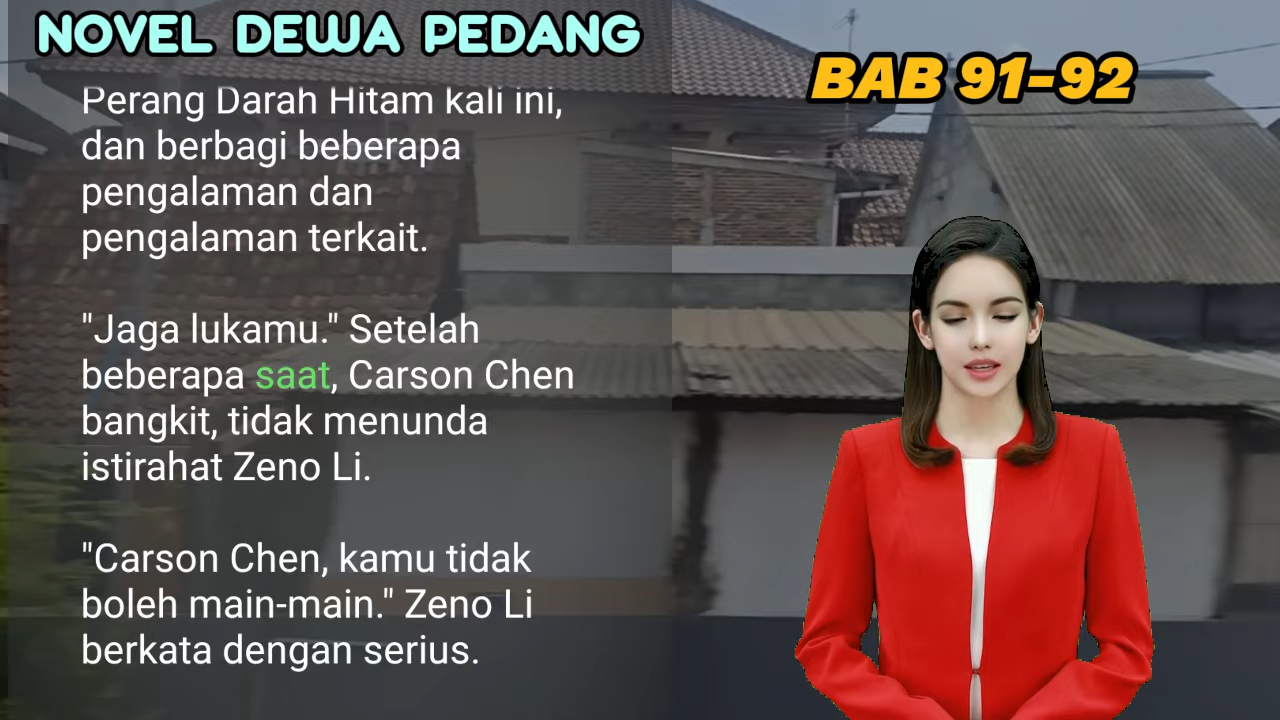 NOVEL DEWA PEDANG
BAB 91-92
Perang Darah Hitam kali ini,
dan berbagi beberapa
pengalaman dan
pengalaman terkait.
"Jaga lukamu." Setelah
beberapa saat, Carson Chen
bangkit, tidak menunda
istirahat Zeno Li.
"Carson Chen, kamu tidak
boleh main-main." Zeno Li
berkata dengan serius.